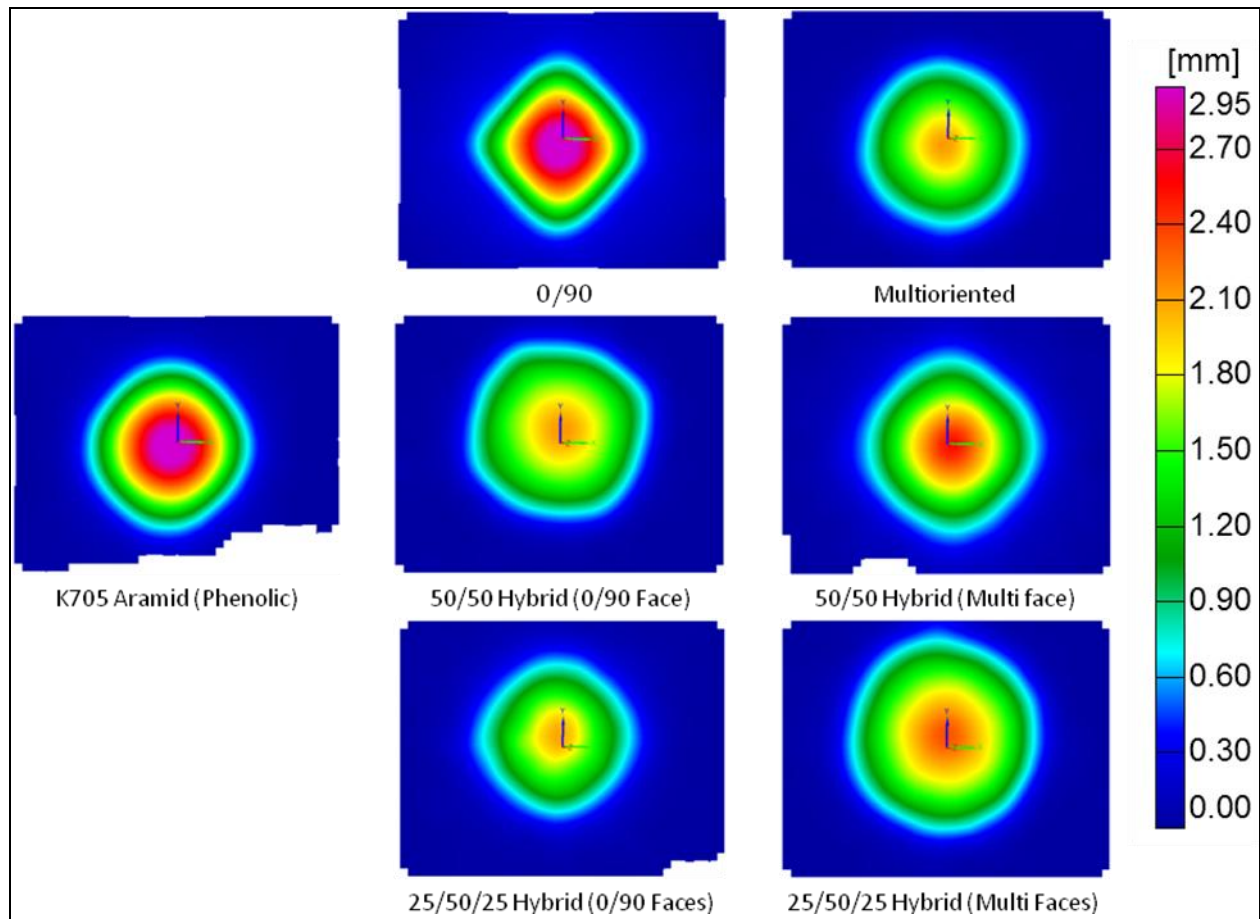 [mm]
2.95
2.70
2.40
2.10
1.80
1.50
1.20
0.90
0.60
0.30
0.00
0/90
Multioriented
K705 Aramid (Phenolic)
50/50 Hybrid (0/90 Face)
50/50 Hybrid (Multi face)
25/50/25 Hybrid (0/90 Faces)
25/50/25 Hybrid (Multi Faces)